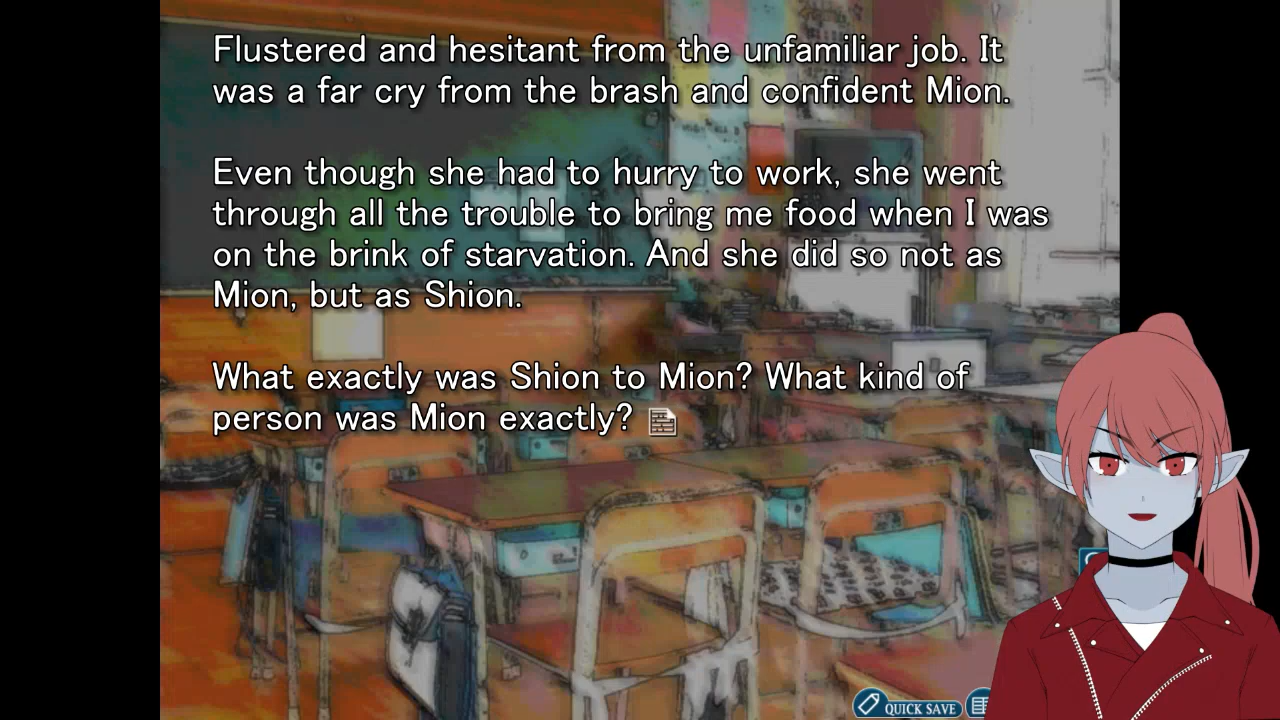 Flustered and hesitant from the unfamiliar job. It
was a far cry from the brash and confident Mion.
Even though she had to hurry to work, she went
through all the trouble to bring me food when I was
on the brink of starvation. And she did so not as
Mion, but as Shion.
What exactly was Shion to Mion? What kind of
person was Mion exactly?
QUICK SAVE